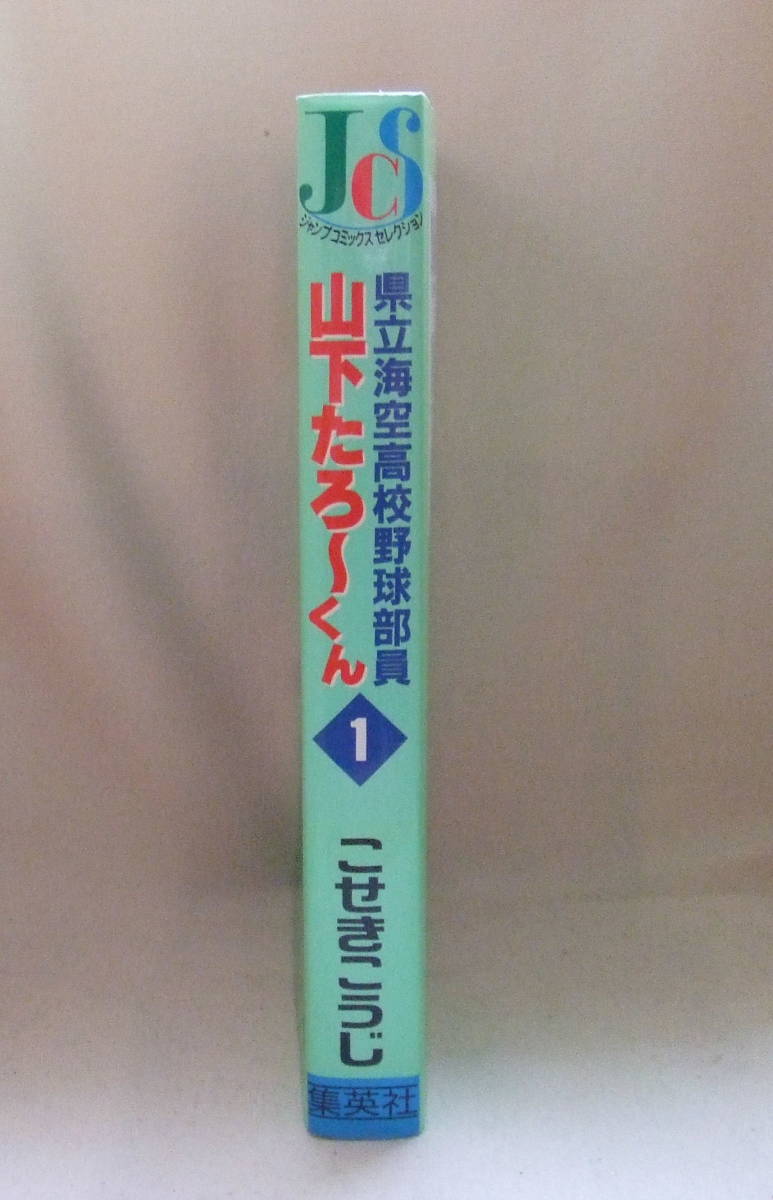 JCS
ジャンプコミックスセレクション
県立海空高校野球部員
山下たろ～くん
1
こせきこうじ
集英社